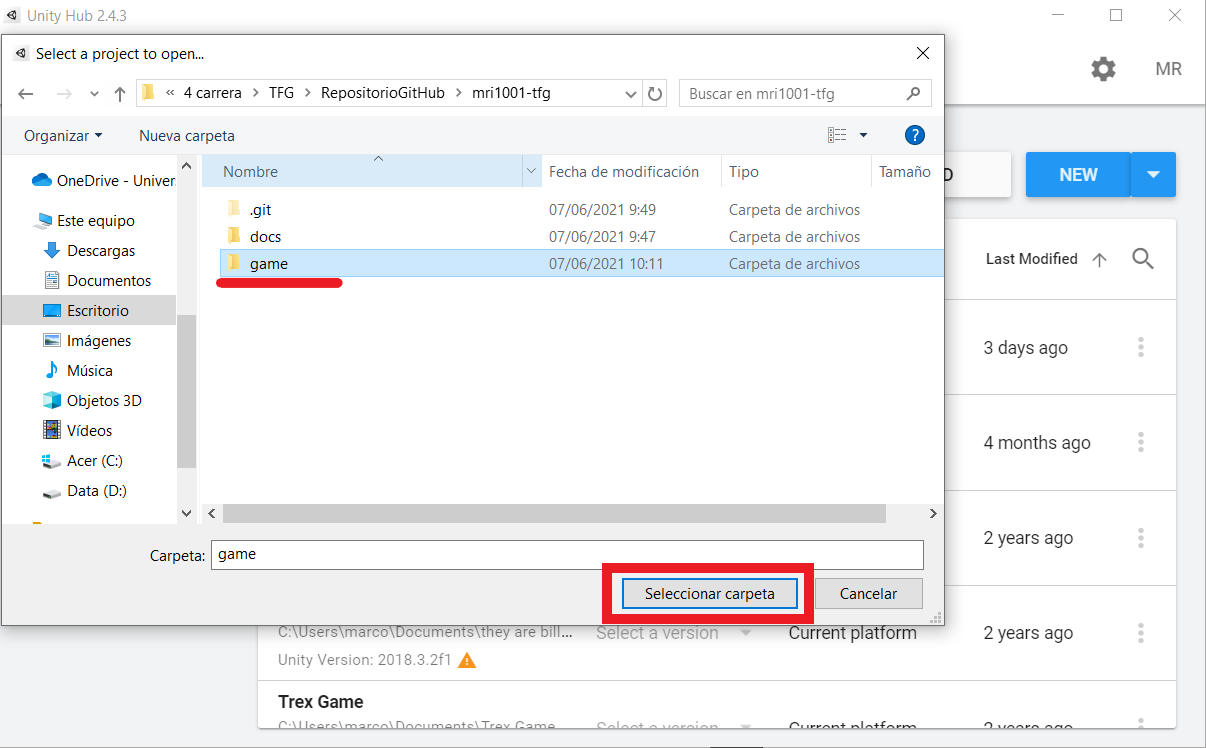 Unity Hub 2.4.3
Select a project to open...
MR
« 4 carrera > TFG > RepositorioGitHub > mri1001-tfg
Buscar en mri1001-tfg
Organizar
Nueva carpeta
?
NEW
Nombre
Fecha de modificación
Tipo
Tamaño
OneDrive - Univer
Este equipo
Descargas
Documentos
Escritorio
Imágenes
Música
Objetos 3D
Vídeos
Acer (C:)
Data (D:)
.git 07/06/2021 9:49 Carpeta de archivos
docs 07/06/2021 9:47 Carpeta de archivos
game 07/06/2021 10:11 Carpeta de archivos
Last Modified
3 days ago
4 months ago
2 years ago
Carpeta: game
Seleccionar carpeta
Cancelar
C:\Users\marco\Documents\they are bill... Select a version Current platform 2 years ago
Unity Version: 2018.3.2f1
Trex Game
C:\Users\marco\Documents\Trex Game Select a version Current platform 2 years ago